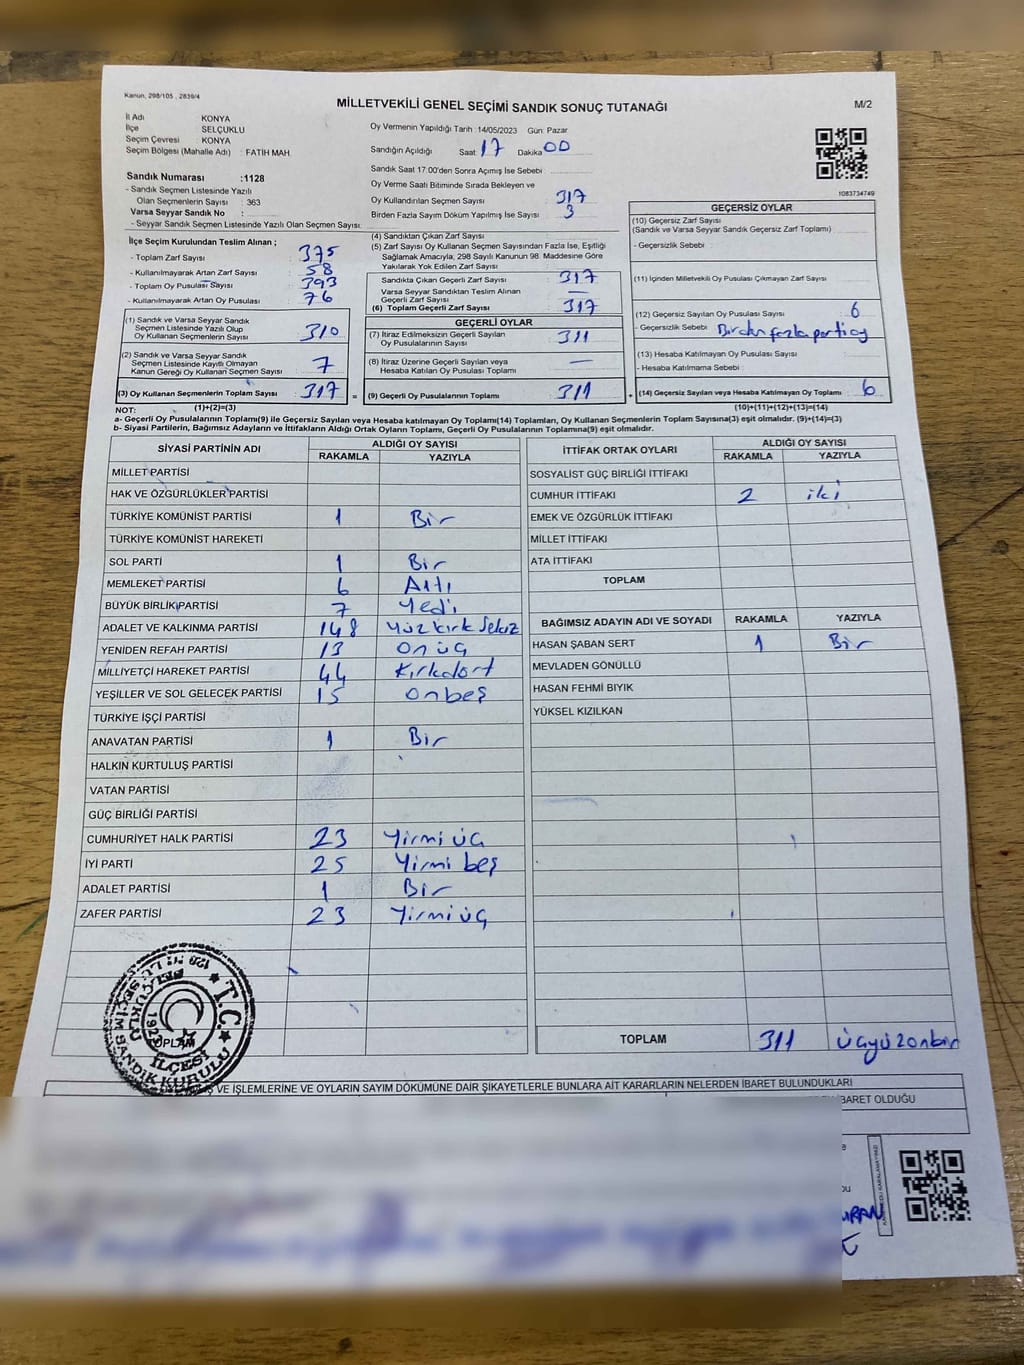 Kanun, 298/105 , 2839/4
MİLLETVEKİLİ GENEL SEÇİMİ SANDIK SONUÇ TUTANAĞI
M/2
İl Adı KONYA
İlçe SELÇUKLU
Seçim Çevresi KONYA
Seçim Bölgesi (Mahalle Adı) : FATİH MAH.
Sandık Numarası :1128
- Sandık Seçmen Listesinde Yazılı
Olan Seçmenlerin Sayısı : 363
Varsa Seyyar Sandık No :
- Seyyar Sandık Seçmen Listesinde Yazılı Olan Seçmen Sayısı:
Oy Vermenin Yapıldığı Tarih :14/05/2023 Gün: Pazar
Sandığın Açıldığı Saat 17 Dakika 00
Sandık Saat 17.00'den Sonra Açımış İse Sebebi :
Oy Verme Saati Bitiminde Sırada Bekleyen ve
Oy Kullandırılan Seçmen Sayısı : 317
Birden Fazla Sayım Döküm Yapılmış İse Sayısı : 3
1083734749
İlçe Seçim Kurulundan Teslim Alınan ;
- Toplam Zarf Sayısı : 375
- Kullanılmayarak Artan Zarf Sayısı : 58
- Toplam Oy Pusulası Sayısı : 393
- Kullanılmayarak Artan Oy Pusulası : 76
(1) Sandık ve Varsa Seyyar Sandık
Seçmen Listesinde Yazılı Olup
Oy Kullanan Seçmenlerin Sayısı : 310
(2) Sandık ve Varsa Seyyar Sandık
Seçmen Listesinde Kayıtlı Olmayan
Kanun Gereği Oy Kullanan Seçmen Sayısı : 7
(3) Oy Kullanan Seçmenlerin Toplam Sayısı : 317 =
(4) Sandıktan Çıkan Zarf Sayısı :
(5) Zarf Sayısı Oy Kullanan Seçmen Sayısından Fazla İse, Eşitliği
Sağlamak Amacıyla, 298 Sayılı Kanunun 98. Maddesine Göre
Yakılarak Yok Edilen Zarf Sayısı :
Sandıkta Çıkan Geçerli Zarf Sayısı : 317
Varsa Seyyar Sandıktan Teslim Alınan
Geçerli Zarf Sayısı : —
(6) Toplam Geçerli Zarf Sayısı : 317
GEÇERLİ OYLAR
(7) İtiraz Edilmeksizin Geçerli Sayılan
Oy Pusulalarının Sayısı : 311
(8) İtiraz Üzerine Geçerli Sayılan veya
Hesaba Katılan Oy Pusulası Toplamı : —
(9) Geçerli Oy Pusulalarının Toplamı : 311 +
GEÇERSİZ OYLAR
(10) Geçersiz Zarf Sayısı
(Sandık ve Varsa Seyyar Sandık Geçersiz Zarf Toplamı) :
- Geçersizlik Sebebi :
(11) İçinden Milletvekili Oy Pusulası Çıkmayan Zarf Sayısı :
(12) Geçersiz Sayılan Oy Pusulası Sayısı : 6
- Geçersizlik Sebebi : Birden fazla parti oy
(13) Hesaba Katılmayan Oy Pusulası Sayısı :
- Hesaba Katılmama Sebebi :
(14) Geçersiz Sayılan veya Hesaba Katılmayan Oy Toplamı : 6
NOT: (1)+(2)=(3) (10)+(11)+(12)+(13)=(14)
a- Geçerli Oy Pusulalarının Toplamı(9) ile Geçersiz Sayılan veya Hesaba katılmayan Oy Toplamı(14) Toplamları, Oy Kullanan Seçmenlerin Toplam Sayısına(3) eşit olmalıdır. (9)+(14)=(3)
b- Siyasi Partilerin, Bağımsız Adayların ve İttifakların Aldığı Ortak Oyların Toplamı, Geçerli Oy Pusulalarının Toplamına(9) eşit olmalıdır.
SİYASİ PARTİNİN ADI ALDIĞI OY SAYISI
RAKAMLA YAZIYLA
MİLLET PARTİSİ
HAK VE ÖZGÜRLÜKLER PARTİSİ
TÜRKİYE KOMÜNİST PARTİSİ 1 Bir
TÜRKİYE KOMÜNİST HAREKETİ
SOL PARTİ 1 Bir
MEMLEKET PARTİSİ 6 Altı
BÜYÜK BİRLİK PARTİSİ 7 Yedi
ADALET VE KALKINMA PARTİSİ 148 Yüzkırk Sekiz
YENİDEN REFAH PARTİSİ 13 on üç
MİLLİYETÇİ HAREKET PARTİSİ 44 Kırkdört
YEŞİLLER VE SOL GELECEK PARTİSİ 15 onbeş
TÜRKİYE İŞÇİ PARTİSİ
ANAVATAN PARTİSİ 1 Bir
HALKIN KURTULUŞ PARTİSİ
VATAN PARTİSİ
GÜÇ BİRLİĞİ PARTİSİ
CUMHURİYET HALK PARTİSİ 23 Yirmi üç
İYİ PARTİ 25 Yirmi beş
ADALET PARTİSİ 1 Bir
ZAFER PARTİSİ 23 Yirmi üç
TOPLAM
T.C. SELÇUKLU İLÇESİ
SEÇİM SANDIK KURULU
İTTİFAK ORTAK OYLARI ALDIĞI OY SAYISI
RAKAMLA YAZIYLA
SOSYALİST GÜÇ BİRLİĞİ İTTİFAKI
CUMHUR İTTİFAKI 2 iki
EMEK VE ÖZGÜRLÜK İTTİFAKI
MİLLET İTTİFAKI
ATA İTTİFAKI
TOPLAM
BAĞIMSIZ ADAYIN ADI VE SOYADI RAKAMLA YAZIYLA
HASAN ŞABAN SERT 1 Bir
MEVLADEN GÖNÜLLÜ
HASAN FEHMİ BIYIK
YÜKSEL KIZILKAN
TOPLAM 311 üçyüzonbir
VE İŞLEMLERİNE VE OYLARIN SAYIM DÖKÜMÜNE DAİR ŞİKAYETLERLE BUNLARA AİT KARARLARIN NELERDEN İBARET BULUNDUKLARI
İBARET OLDUĞU